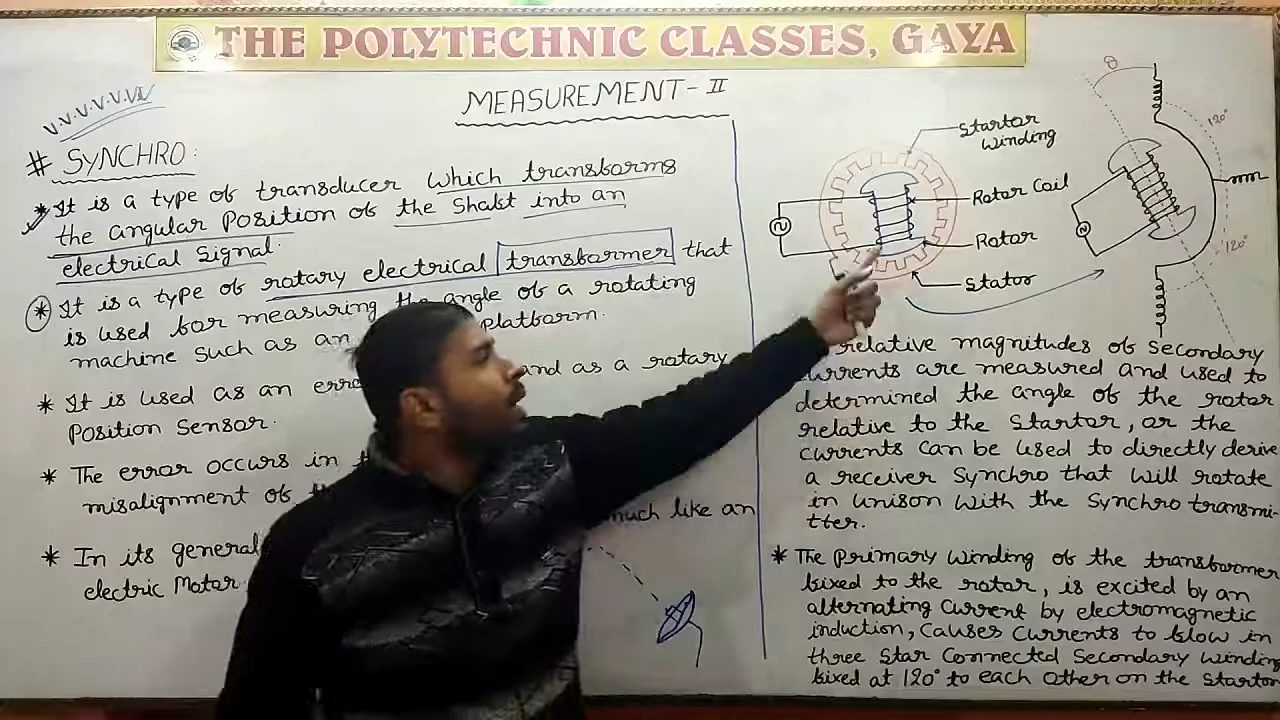 THE POLYTECHNIC CLASSES, GAYA
MEASUREMENT-II
V.V.V.V.VI
# SYNCHRO:
* It is a type of transducer which transforms
the angular Position of the Shaft into an
electrical Signal.
* It is a type of rotary electrical transformer that
is used for measuring the angle of a rotating
machine such as an platform.
* It is used as an and as a rotary
Position Sensor.
* The error occurs in
misalignment of
* In its general much like an
electric Motor.
Startor
Winding
Rotor Coil
Rotor
Stator
θ
120°
120°
relative magnitudes of Secondary
currents are measured and used to
determined the angle of the rotor
relative to the Startor, or the
currents can be used to directly derive
a receiver Synchro that will rotate
in unison with the Synchro transmi-
tter.
* The primary winding of the transformer
fixed to the rotor, is excited by an
alternating current by electromagnetic
induction, causes currents to flow in
three Star Connected Secondary winding
fixed at 120° to each other on the Startor